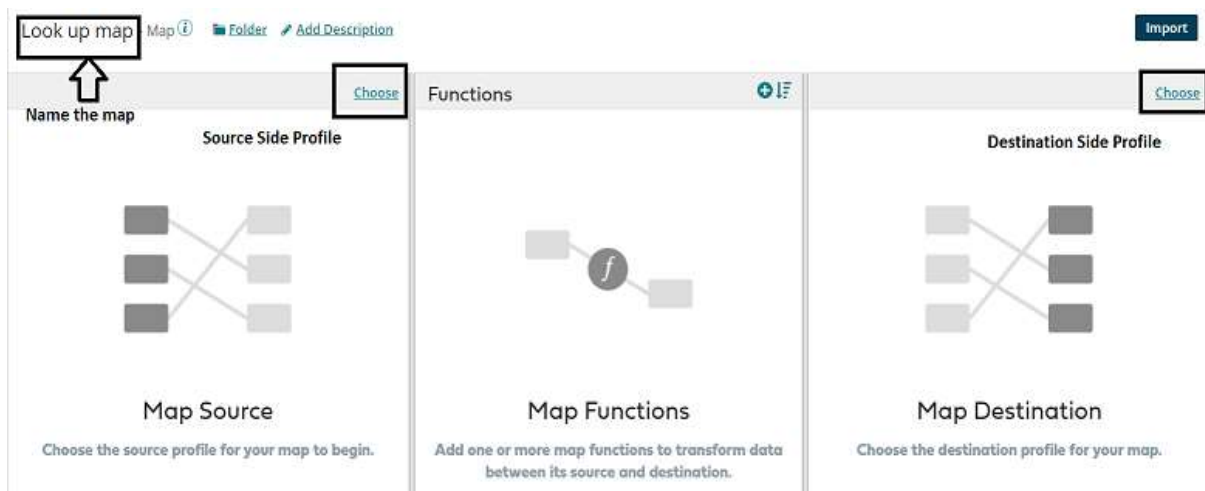 Look up map Map i Folder Add Description
Import
Name the map
Choose
Source Side Profile
Map Source
Choose the source profile for your map to begin.
Functions
f
Map Functions
Add one or more map functions to transform data
between its source and destination.
Choose
Destination Side Profile
Map Destination
Choose the destination profile for your map.